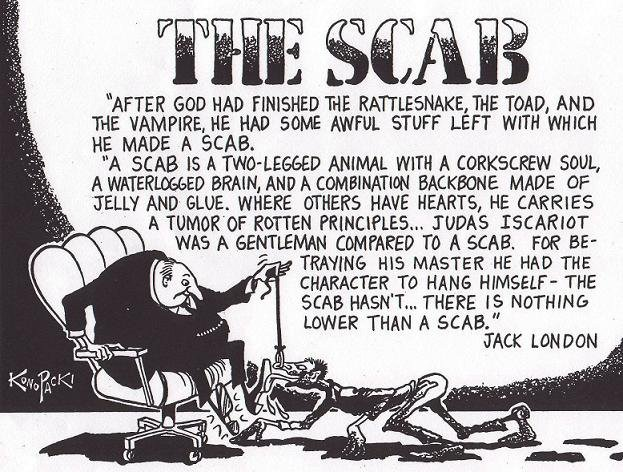 THE SCAB
"AFTER GOD HAD FINISHED THE RATTLESNAKE, THE TOAD, AND
THE VAMPIRE, HE HAD SOME AWFUL STUFF LEFT WITH WHICH
HE MADE A SCAB.
"A SCAB IS A TWO-LEGGED ANIMAL WITH A CORKSCREW SOUL,
A WATERLOGGED BRAIN, AND A COMBINATION BACKBONE MADE OF
JELLY AND GLUE. WHERE OTHERS HAVE HEARTS, HE CARRIES
A TUMOR OF ROTTEN PRINCIPLES... JUDAS ISCARIOT
WAS A GENTLEMAN COMPARED TO A SCAB. FOR BE-
TRAYING HIS MASTER HE HAD THE
CHARACTER TO HANG HIMSELF - THE
SCAB HASN'T... THERE IS NOTHING
LOWER THAN A SCAB."
JACK LONDON
KONOPACKI